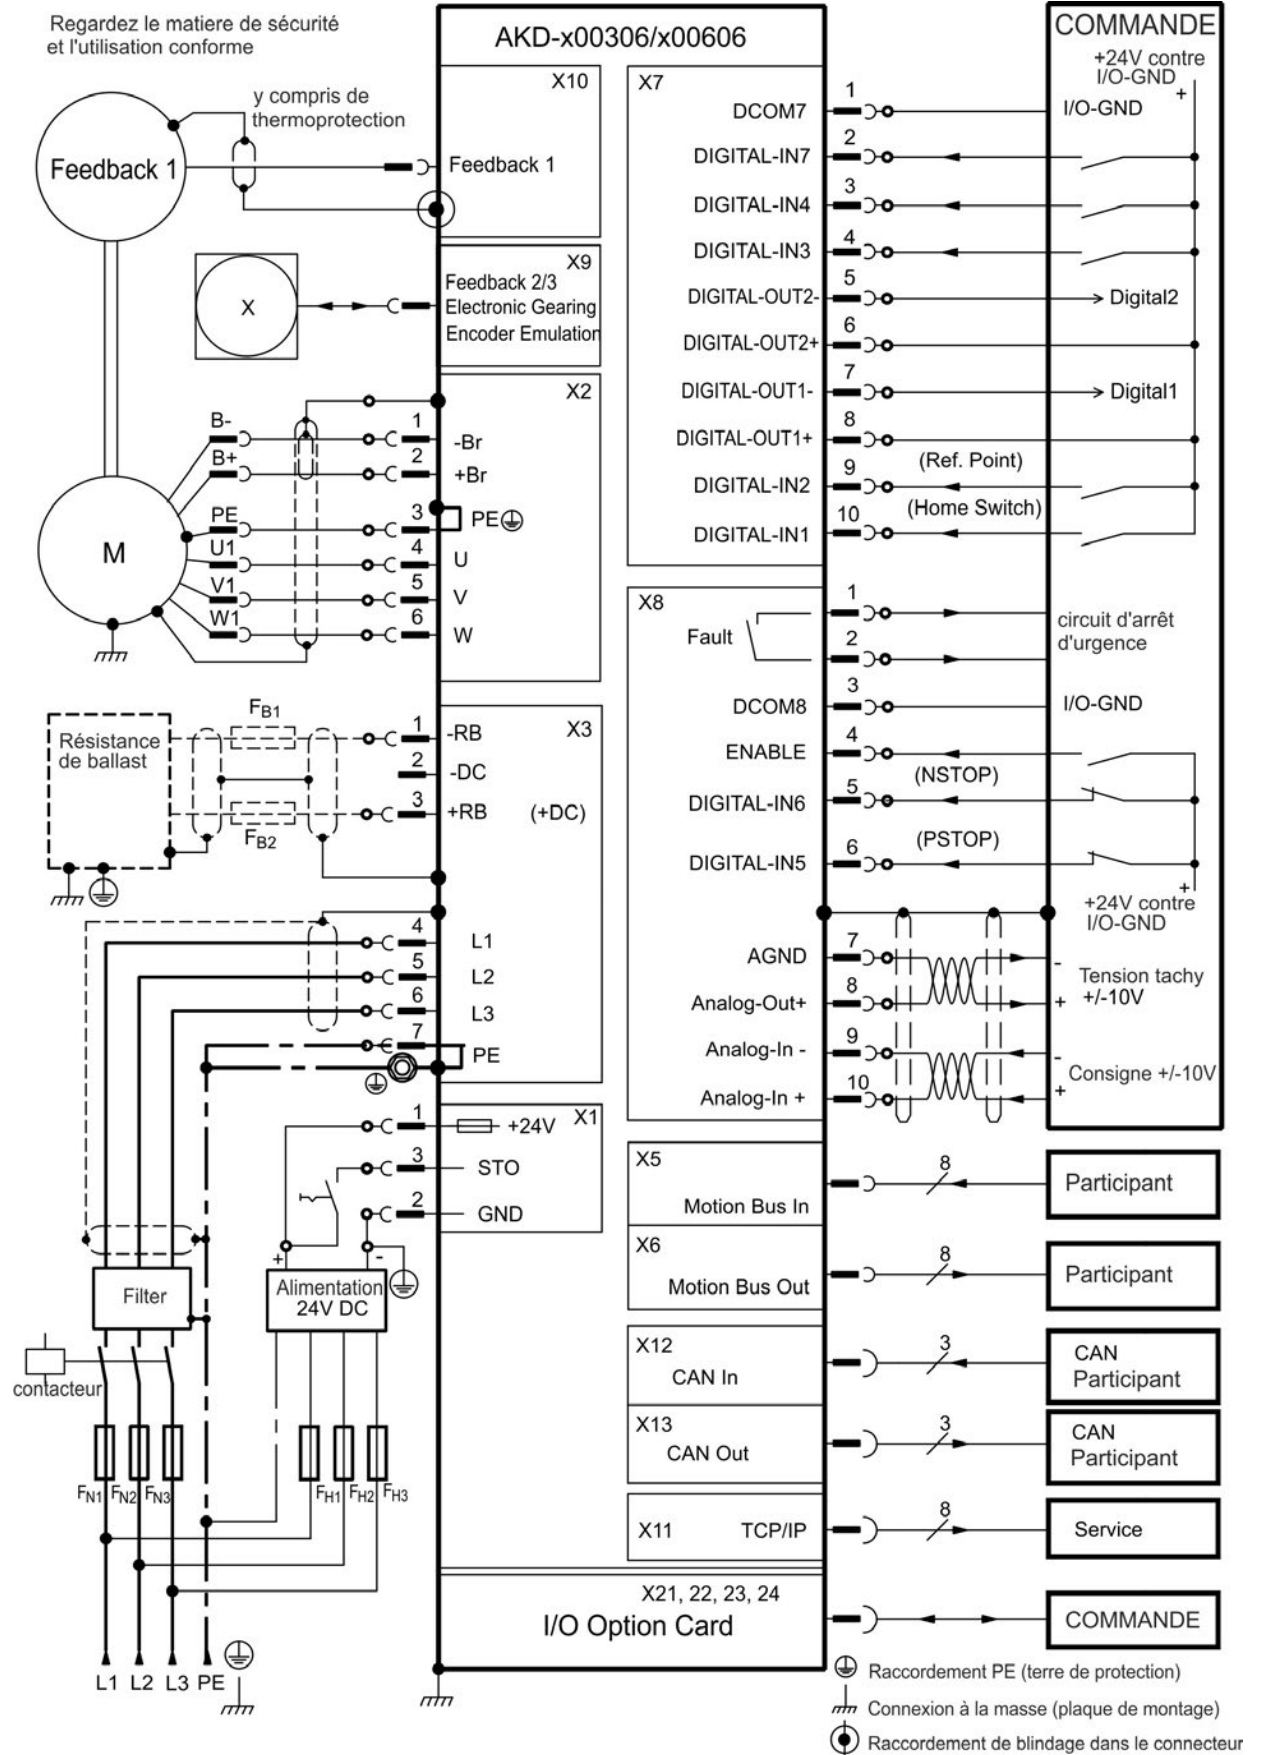 Regardez le matiere de sécurité
et l'utilisation conforme
AKD-x00306/x00606
COMMANDE
+24V contre
I/O-GND
+
Feedback 1
y compris de
thermoprotection
X10
Feedback 1
X
X9
Feedback 2/3
Electronic Gearing
Encoder Emulation
X2
M
B-
1
-Br
B+
2
+Br
PE
3
PE
U1
4
U
V1
5
V
W1
6
W
Résistance
de ballast
FB1
FB2
X3
1
-RB
2
-DC
3
+RB
(+DC)
4
L1
5
L2
6
L3
7
PE
X1
1
+24V
3
STO
2
GND
+
-
Alimentation
24V DC
Filter
contacteur
FN1
FN2
FN3
FH1
FH2
FH3
L1
L2
L3
PE
X7
DCOM7
1
I/O-GND
DIGITAL-IN7
2
DIGITAL-IN4
3
DIGITAL-IN3
4
DIGITAL-OUT2-
5
Digital2
DIGITAL-OUT2+
6
DIGITAL-OUT1-
7
Digital1
DIGITAL-OUT1+
8
DIGITAL-IN2
9
(Ref. Point)
DIGITAL-IN1
10
(Home Switch)
X8
Fault
1
2
circuit d'arrêt
d'urgence
DCOM8
3
I/O-GND
ENABLE
4
DIGITAL-IN6
5
(NSTOP)
DIGITAL-IN5
6
(PSTOP)
+
+24V contre
I/O-GND
AGND
7
-
Analog-Out+
8
+
Tension tachy
+/-10V
Analog-In -
9
-
Analog-In +
10
+
Consigne +/-10V
X5
Motion Bus In
8
Participant
X6
Motion Bus Out
8
Participant
X12
CAN In
3
CAN
Participant
X13
CAN Out
3
CAN
Participant
X11
TCP/IP
8
Service
X21, 22, 23, 24
I/O Option Card
COMMANDE
Raccordement PE (terre de protection)
Connexion à la masse (plaque de montage)
Raccordement de blindage dans le connecteur